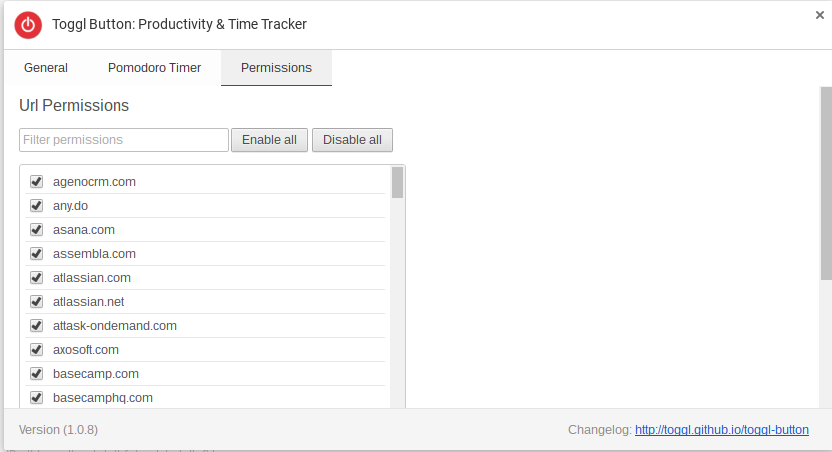 Toggl Button: Productivity & Time Tracker
General Pomodoro Timer Permissions
Url Permissions
Filter permissions Enable all Disable all
agenocrm.com
any.do
asana.com
assembla.com
atlassian.com
atlassian.net
attask-ondemand.com
axosoft.com
basecamp.com
basecamphq.com
Version (1.0.8) Changelog: http://toggl.github.io/toggl-button